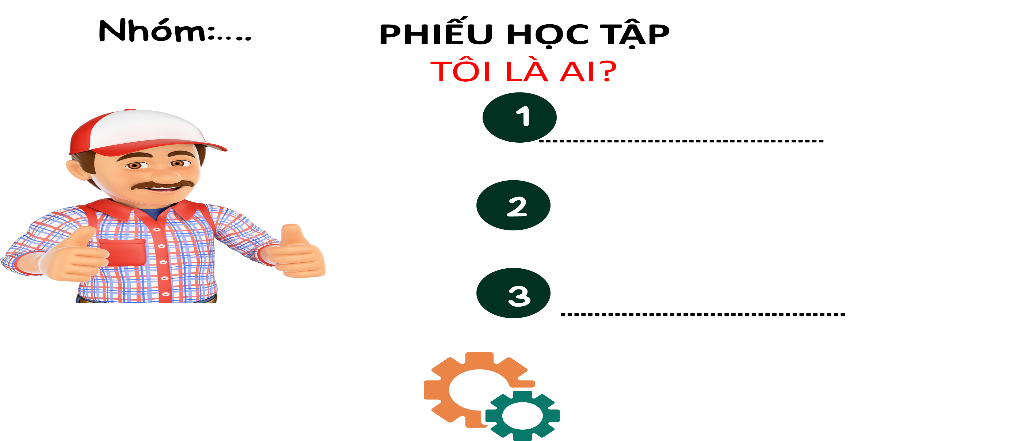 Nhóm:....
PHIẾU HỌC TẬP
TÔI LÀ AI?
1
2
3